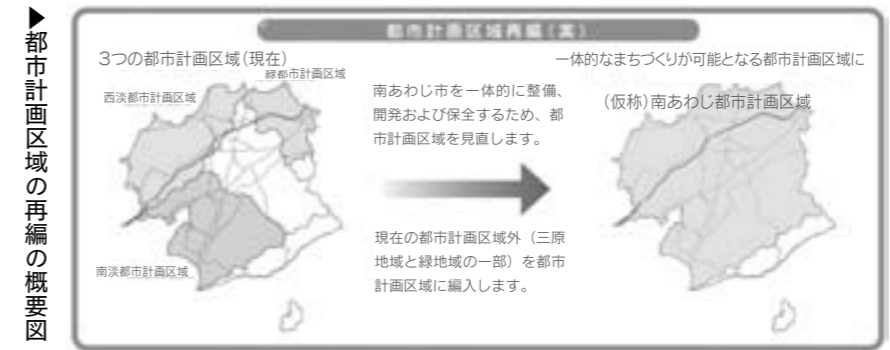 ▶都市計画区域の再編の概要図
都市計画区域再編(案)
3つの都市計画区域(現在)
緑都市計画区域
西淡都市計画区域
南淡都市計画区域
南あわじ市を一体的に整備、
開発および保全するため、都
市計画区域を見直します。
現在の都市計画区域外(三原
地域と緑地域の一部)を都市
計画区域に編入します。
一体的なまちづくりが可能となる都市計画区域に
(仮称)南あわじ都市計画区域